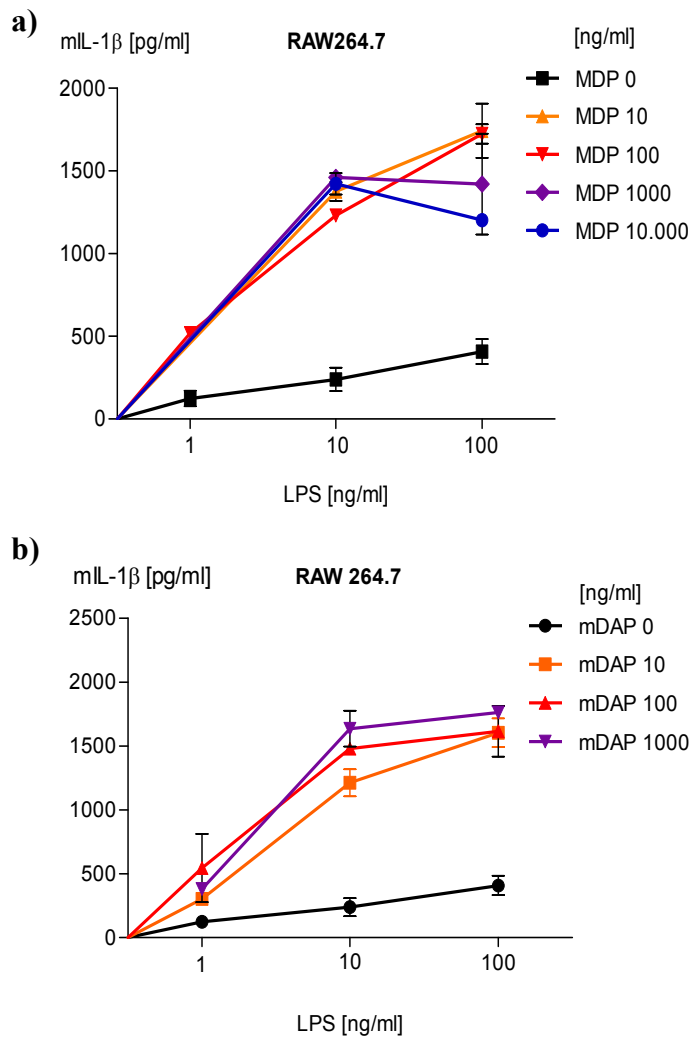 a)
mIL-1β [pg/ml]
RAW264.7
[ng/ml]
MDP 0
MDP 10
MDP 100
MDP 1000
MDP 10.000
2000
1500
1000
500
0
1
10
100
LPS [ng/ml]
b)
mIL-1β [pg/ml]
RAW 264.7
[ng/ml]
mDAP 0
mDAP 10
mDAP 100
mDAP 1000
2500
2000
1500
1000
500
0
1
10
100
LPS [ng/ml]